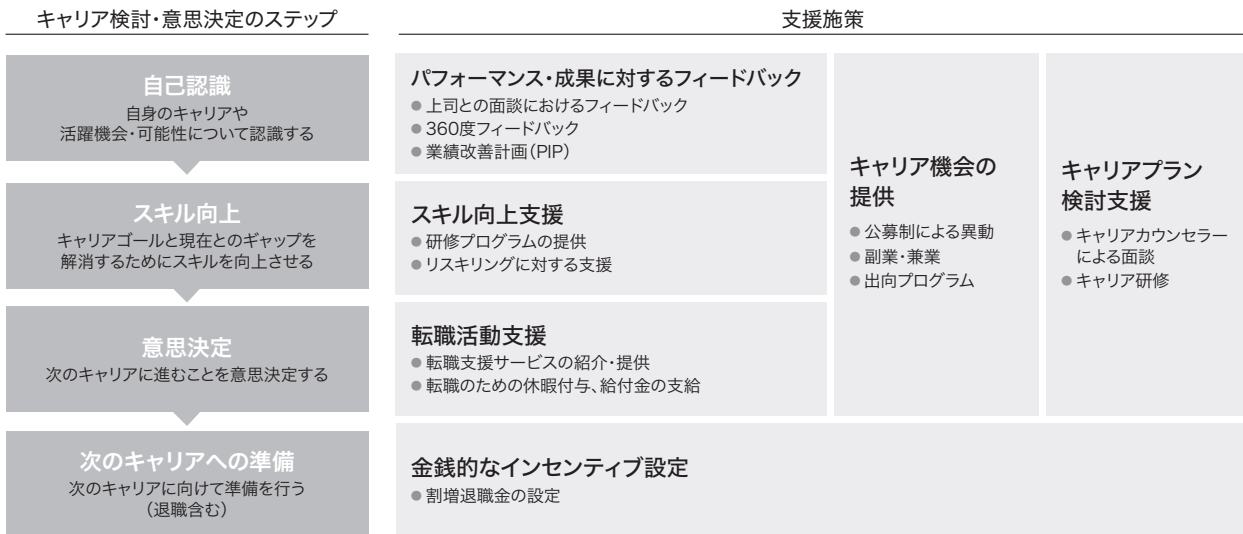 キャリア検討・意思決定のステップ
支援施策
自己認識
自身のキャリアや
活躍機会・可能性について認識する
スキル向上
キャリアゴールと現在とのギャップを
解消するためにスキルを向上させる
意思決定
次のキャリアに進むことを意思決定する
次のキャリアへの準備
次のキャリアに向けて準備を行う
（退職含む）
パフォーマンス・成果に対するフィードバック
● 上司との面談におけるフィードバック
● 360度フィードバック
● 業績改善計画（PIP）
スキル向上支援
● 研修プログラムの提供
● リスキリングに対する支援
転職活動支援
● 転職支援サービスの紹介・提供
● 転職のための休暇付与、給付金の支給
キャリア機会の
提供
● 公募制による異動
● 副業・兼業
● 出向プログラム
キャリアプラン
検討支援
● キャリアカウンセラー
による面談
● キャリア研修
金銭的なインセンティブ設定
● 割増退職金の設定